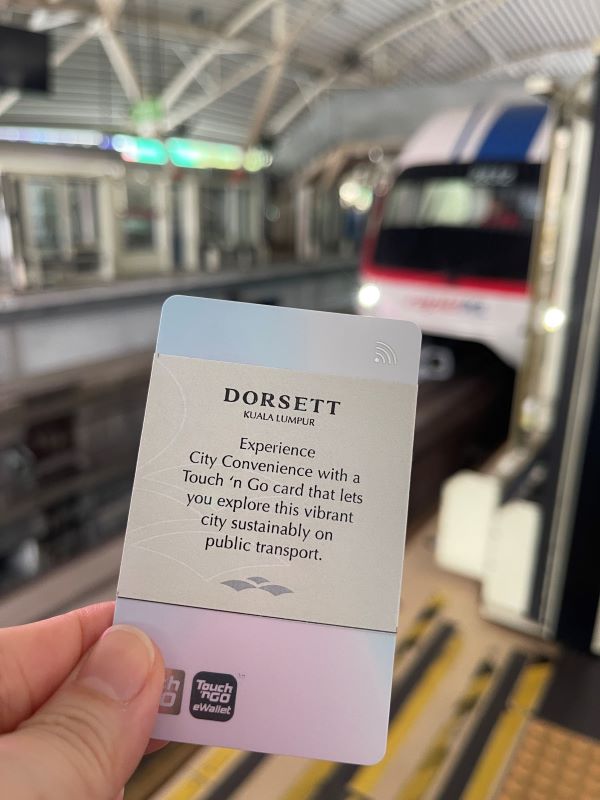 DORSETT
KUALA LUMPUR
Experience
City Convenience with a
Touch ‘n Go card that lets
you explore this vibrant
city sustainably on
public transport.
Touch
'nGO
eWallet